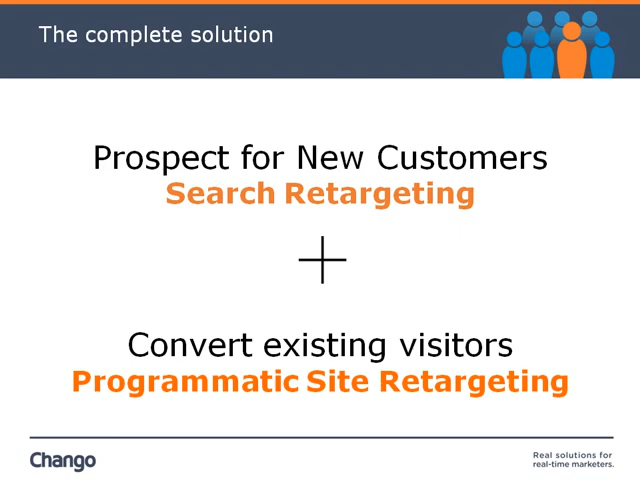 The complete solution
Prospect for New Customers
Search Retargeting
Convert existing visitors
Programmatic Site Retargeting
Chango
Real solutions for
real-time marketers.